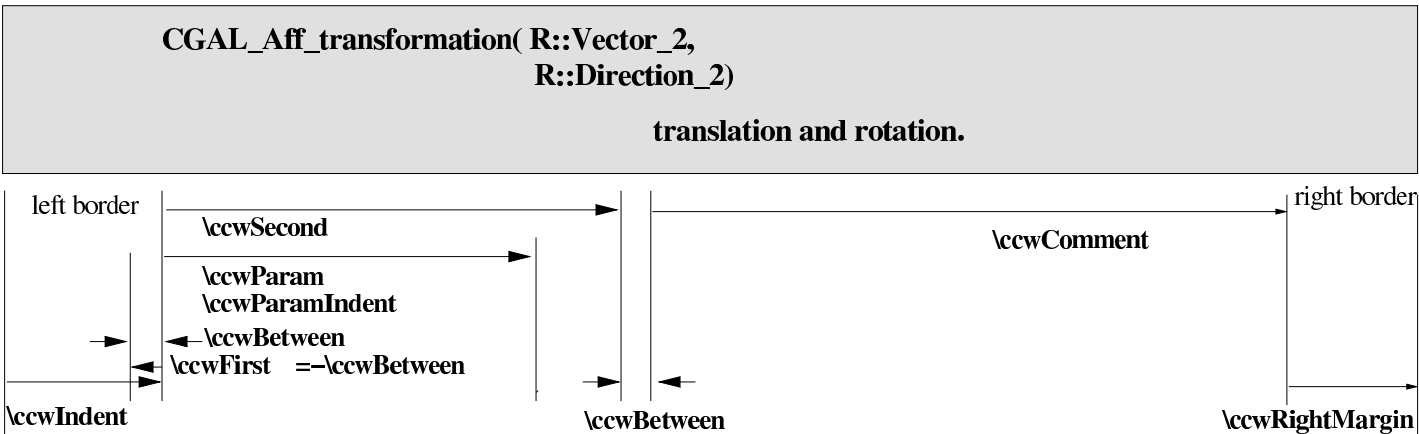 CGAL_Aff_transformation( R::Vector_2,
R::Direction_2)
translation and rotation.
left border
right border
\ccwSecond
\ccwComment
\ccwParam
\ccwParamIndent
\ccwBetween
\ccwFirst =−\ccwBetween
\ccwIndent
\ccwBetween
\ccwRightMargin